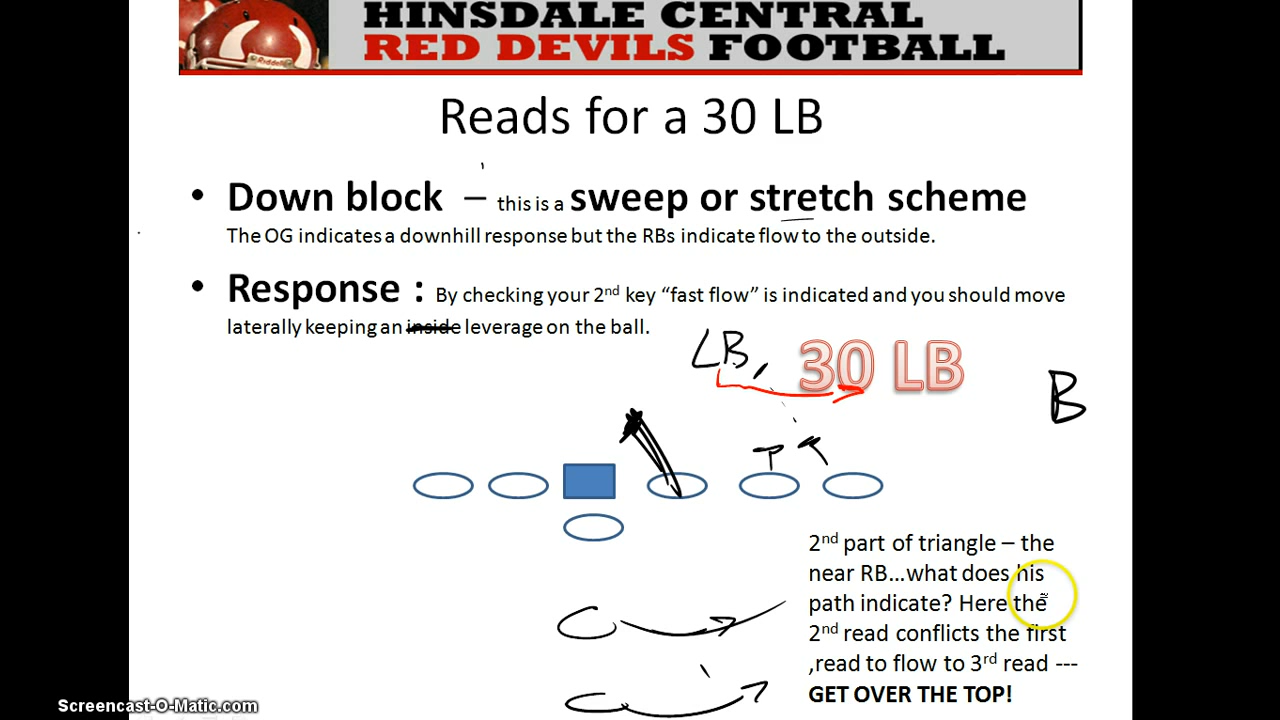 HINSDALE CENTRAL
RED DEVILS FOOTBALL
Riddell
Reads for a 30 LB
• Down block – this is a sweep or stretch scheme
The OG indicates a downhill response but the RBs indicate flow to the outside.
• Response : By checking your 2nd key “fast flow” is indicated and you should move
laterally keeping an inside leverage on the ball.
LB
30 LB
B
2nd part of triangle – the
near RB...what does his
path indicate? Here the
2nd read conflicts the first
,read to flow to 3rd read ---
GET OVER THE TOP!
Screencast-O-Matic.com